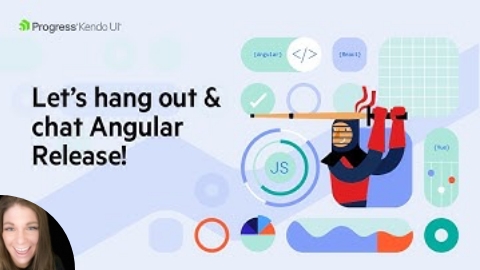 Progress Kendo UI
{Angular}
</>
{React}
Let's hang out &
chat Angular
Release!
JS
{Vue}